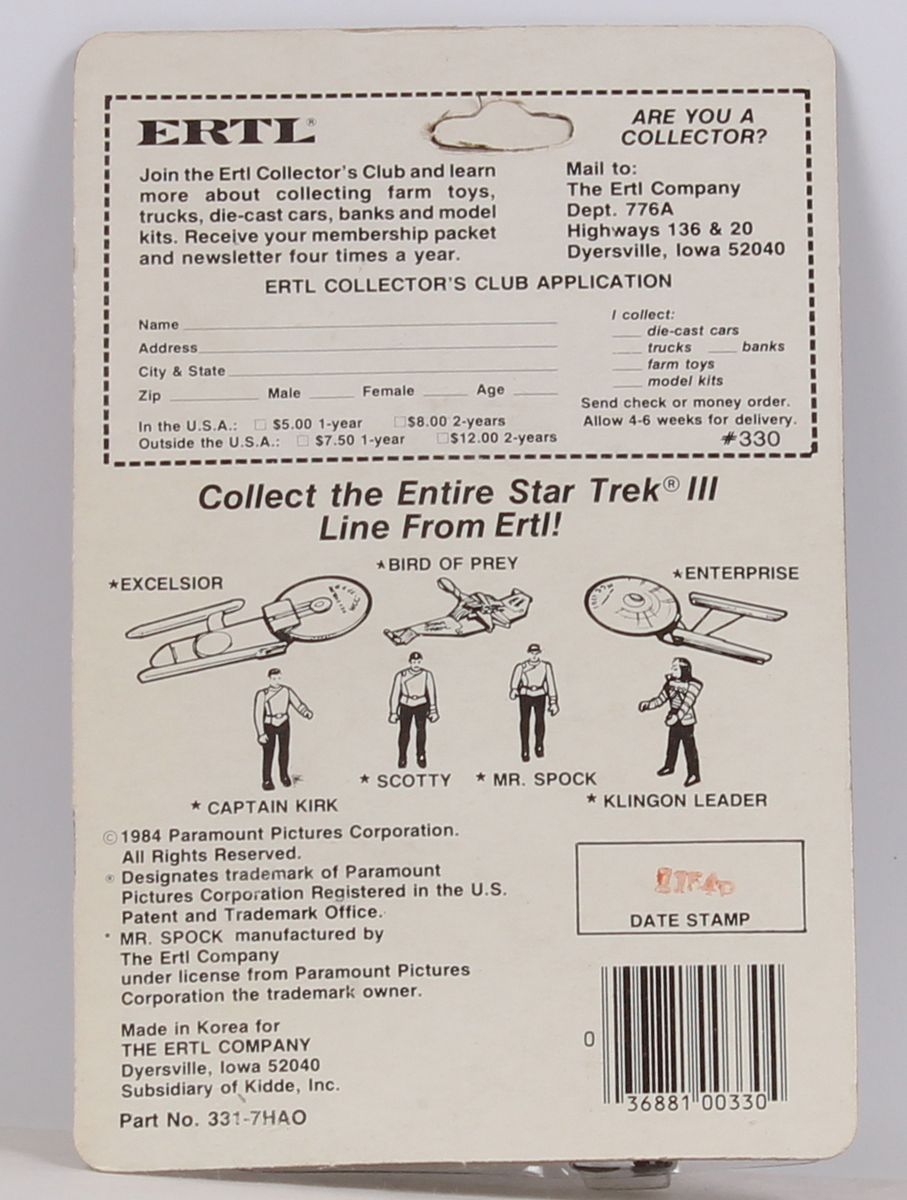 ERTL®
Join the Ertl Collector's Club and learn
more about collecting farm toys,
trucks, die-cast cars, banks and model
kits. Receive your membership packet
and newsletter four times a year.
ARE YOU A
COLLECTOR?
Mail to:
The Ertl Company
Dept. 776A
Highways 136 & 20
Dyersville, Iowa 52040
ERTL COLLECTOR'S CLUB APPLICATION
Name
Address
City & State
Zip Male Female Age
In the U.S.A.: $5.00 1-year $8.00 2-years
Outside the U.S.A.: $7.50 1-year $12.00 2-years
I collect:
die-cast cars
trucks banks
farm toys
model kits
Send check or money order.
Allow 4-6 weeks for delivery.
#330
Collect the Entire Star Trek® III
Line From Ertl!
*EXCELSIOR
*BIRD OF PREY
*ENTERPRISE
* CAPTAIN KIRK
* SCOTTY
* MR. SPOCK
* KLINGON LEADER
©1984 Paramount Pictures Corporation.
All Rights Reserved.
® Designates trademark of Paramount
Pictures Corporation Registered in the U.S.
Patent and Trademark Office.
* MR. SPOCK manufactured by
The Ertl Company
under license from Paramount Pictures
Corporation the trademark owner.
Made in Korea for
THE ERTL COMPANY
Dyersville, Iowa 52040
Subsidiary of Kidde, Inc.
Part No. 331-7HAO
DATE STAMP
0 36881 00330